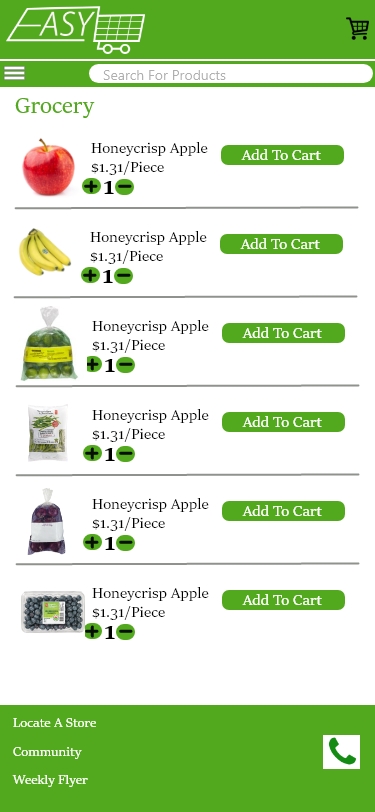 EASY
Search For Products
Grocery
Honeycrisp Apple
Add To Cart
$1.31/Piece
1
Honeycrisp Apple
Add To Cart
$1.31/Piece
1
Honeycrisp Apple
Add To Cart
$1.31/Piece
1
Honeycrisp Apple
Add To Cart
$1.31/Piece
1
Honeycrisp Apple
Add To Cart
$1.31/Piece
1
Honeycrisp Apple
Add To Cart
$1.31/Piece
1
Locate A Store
Community
Weekly Flyer